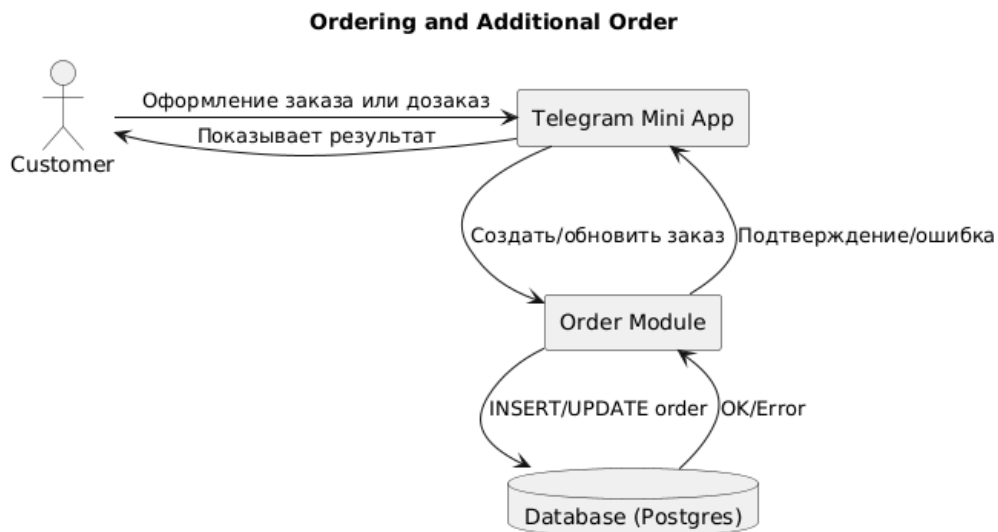 Ordering and Additional Order
Оформление заказа или дозаказ
Telegram Mini App
Показывает результат
Customer
Создать/обновить заказ
Подтверждение/ошибка
Order Module
INSERT/UPDATE order
OK/Error
Database (Postgres)